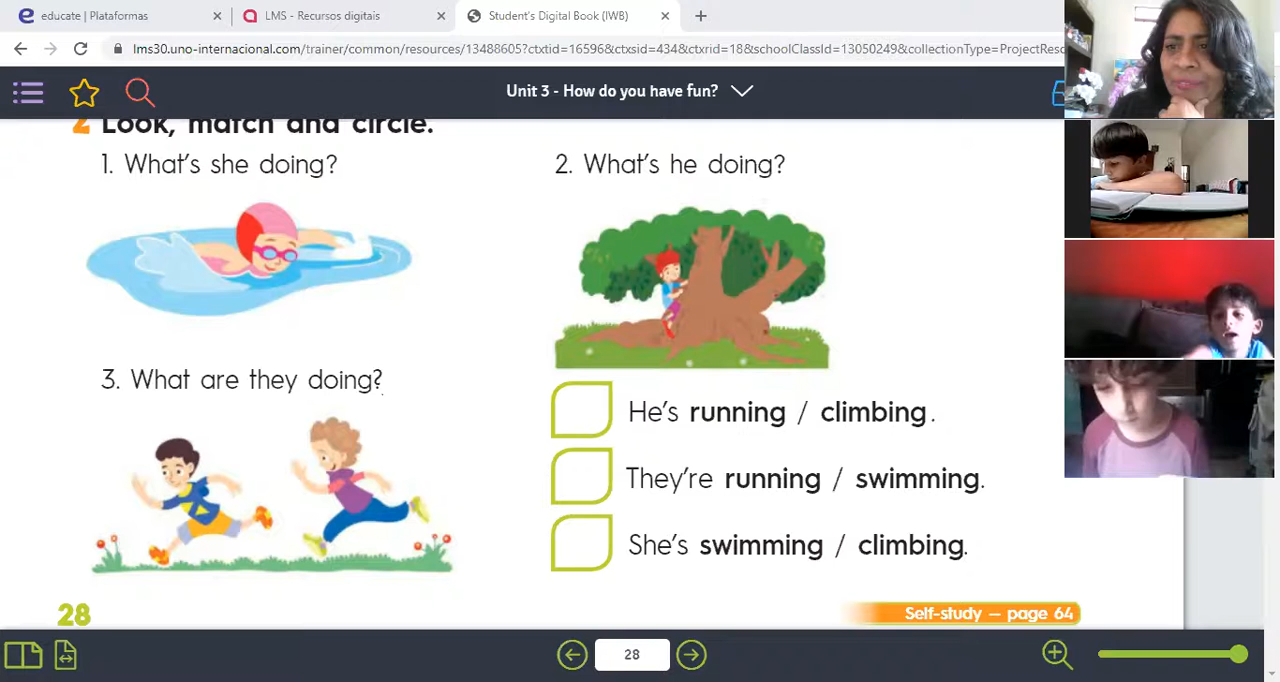 educate | Plataformas
LMS - Recursos digitais
Student's Digital Book (IWB)
lms30.uno-internacional.com/trainer/common/resources/13488605?ctxtid=16596&ctxsid=434&ctxrid=18&schoolClassId=13050249&collectionType=ProjectReso
Unit 3 - How do you have fun?
2 Look, match and circle.
1. What's she doing?
2. What's he doing?
3. What are they doing?
He's running / climbing.
They're running / swimming.
She's swimming / climbing.
28
Self-study – page 64
28